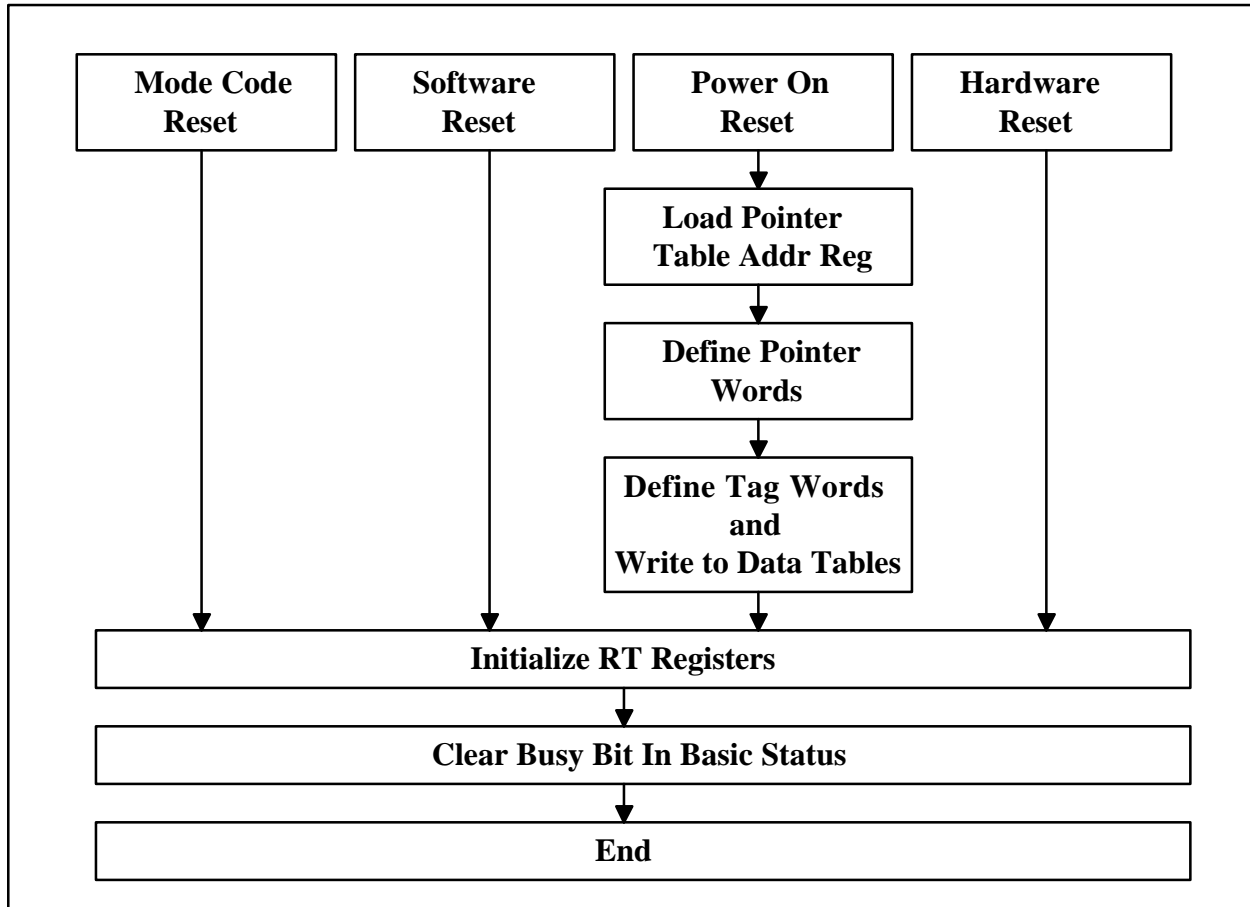 Mode Code
Reset
Software
Reset
Power On
Reset
Hardware
Reset
Load Pointer
Table Addr Reg
Define Pointer
Words
Define Tag Words
and
Write to Data Tables
Initialize RT Registers
Clear Busy Bit In Basic Status
End